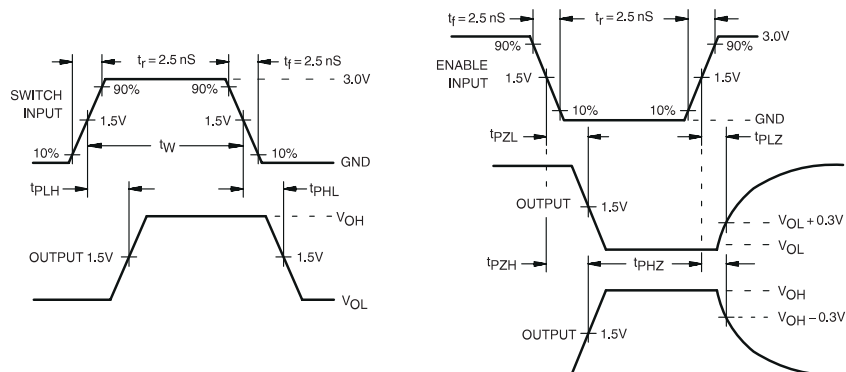 tr = 2.5 nS
tf = 2.5 nS
3.0V
SWITCH
INPUT
90%
90%
1.5V
1.5V
10%
tW
10%
GND
tPLH
tPHL
VOH
OUTPUT 1.5V
1.5V
VOL
tf = 2.5 nS
tr = 2.5 nS
3.0V
90%
90%
ENABLE
INPUT
1.5V
1.5V
10%
10%
GND
tPZL
tPLZ
OUTPUT
1.5V
VOL + 0.3V
VOL
tPZH
tPHZ
VOH
VOH – 0.3V
OUTPUT
1.5V